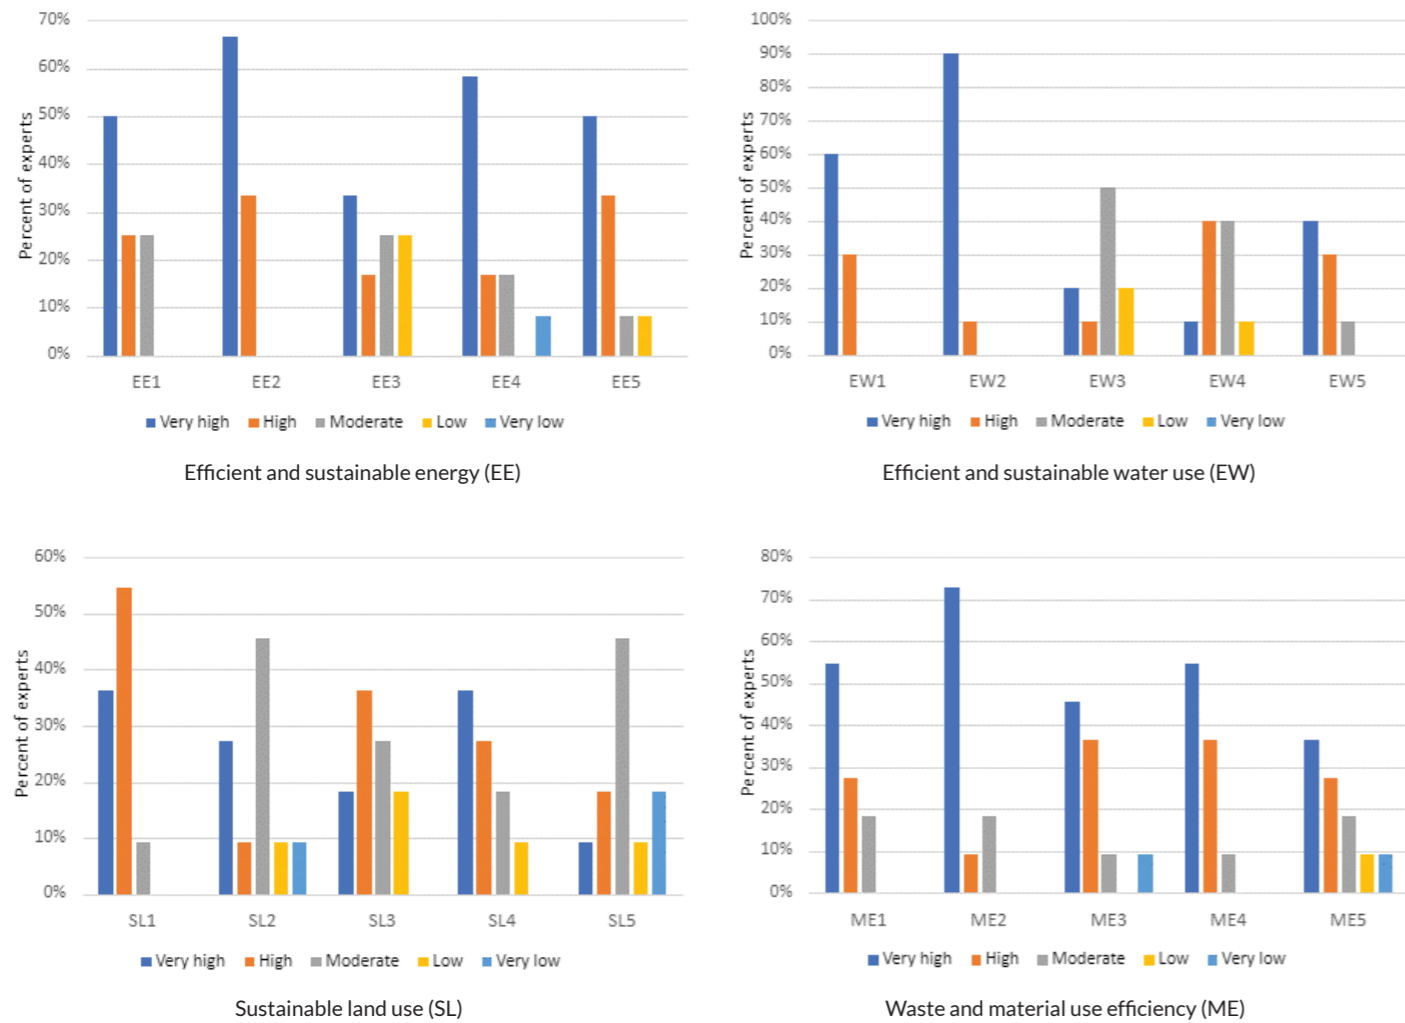 70%
60%
50%
40%
30%
20%
10%
0%
Percent of experts
EE1 EE2 EE3 EE4 EE5
Very high High Moderate Low Very low
Efficient and sustainable energy (EE)
100%
90%
80%
70%
60%
50%
40%
30%
20%
10%
0%
Percent of experts
EW1 EW2 EW3 EW4 EW5
Very high High Moderate Low Very low
Efficient and sustainable water use (EW)
60%
50%
40%
30%
20%
10%
0%
Percent of experts
SL1 SL2 SL3 SL4 SL5
Very high High Moderate Low Very low
Sustainable land use (SL)
80%
70%
60%
50%
40%
30%
20%
10%
0%
Percent of experts
ME1 ME2 ME3 ME4 ME5
Very high High Moderate Low Very low
Waste and material use efficiency (ME)